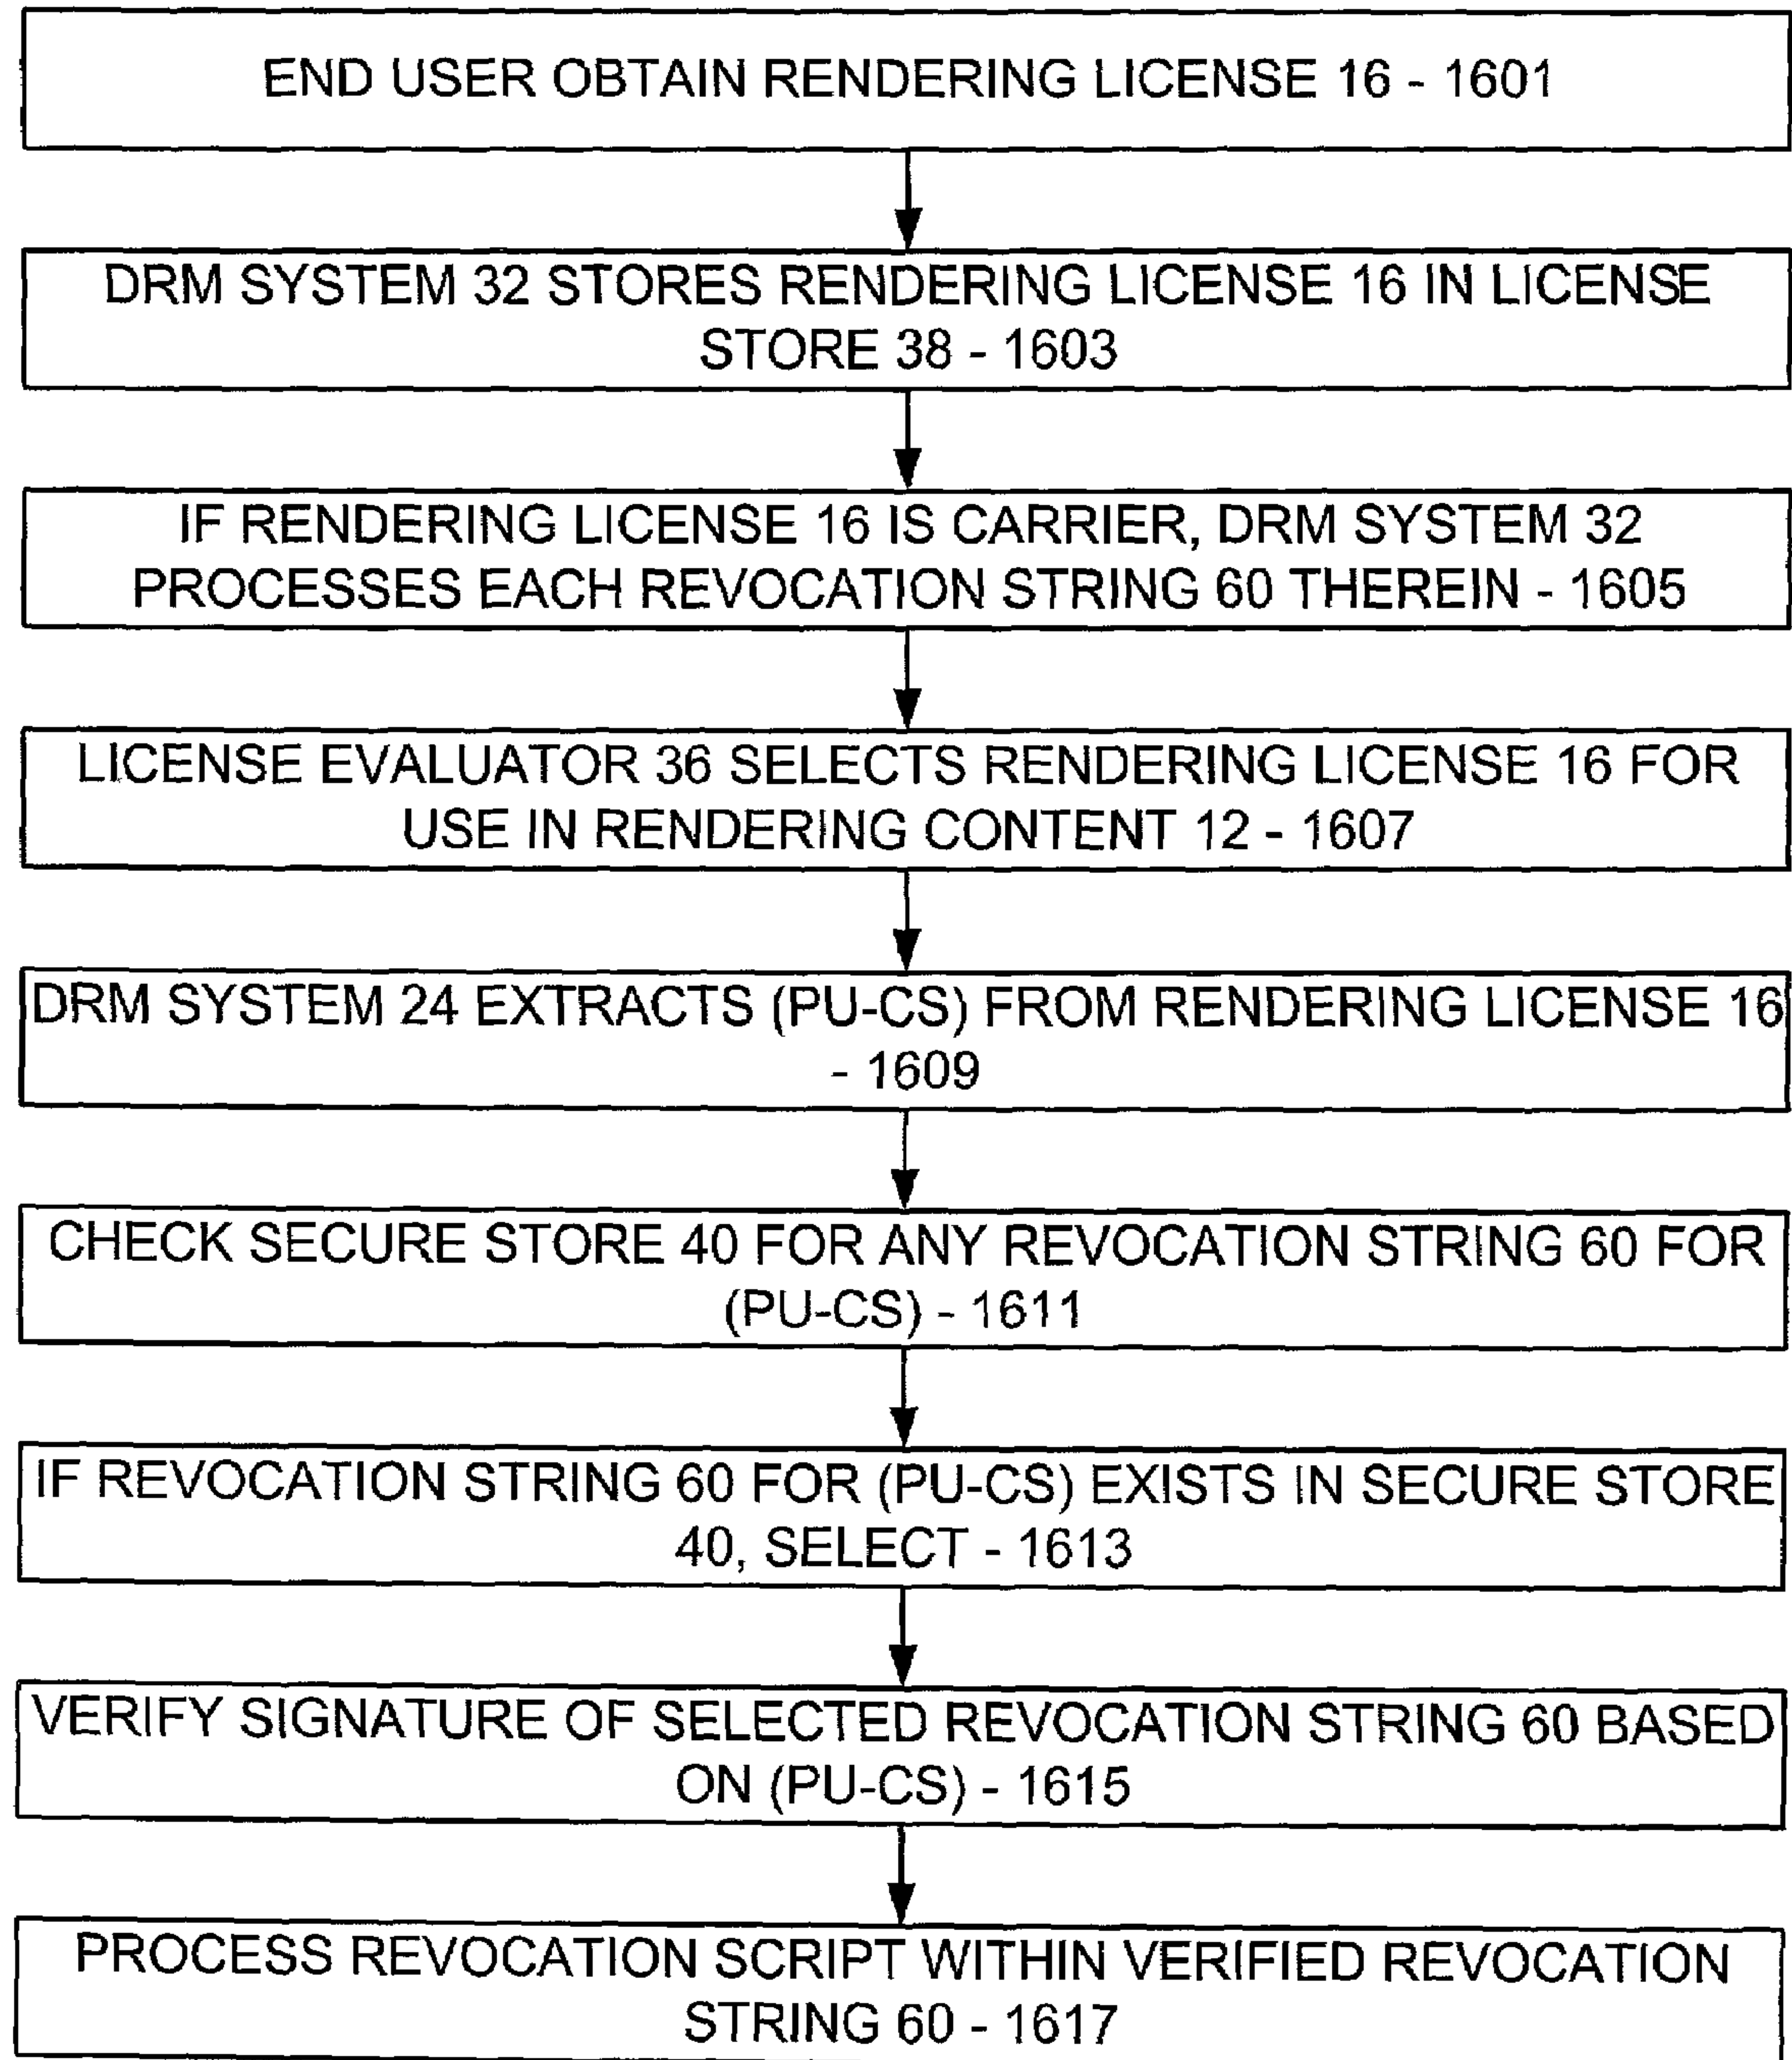 END USER OBTAIN RENDERING LICENSE 16 - 1601
DRM SYSTEM 32 STORES RENDERING LICENSE 16 IN LICENSE
STORE 38 - 1603
IF RENDERING LICENSE 16 IS CARRIER, DRM SYSTEM 32
PROCESSES EACH REVOCATION STRING 60 THEREIN - 1605
LICENSE EVALUATOR 36 SELECTS RENDERING LICENSE 16 FOR
USE IN RENDERING CONTENT 12 - 1607
DRM SYSTEM 24 EXTRACTS (PU-CS) FROM RENDERING LICENSE 16
- 1609
CHECK SECURE STORE 40 FOR ANY REVOCATION STRING 60 FOR
(PU-CS) - 1611
IF REVOCATION STRING 60 FOR (PU-CS) EXISTS IN SECURE STORE
40, SELECT - 1613
VERIFY SIGNATURE OF SELECTED REVOCATION STRING 60 BASED
ON (PU-CS) - 1615
PROCESS REVOCATION SCRIPT WITHIN VERIFIED REVOCATION
STRING 60 - 1617